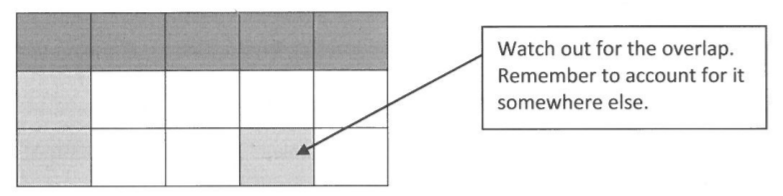 Watch out for the overlap.
Remember to account for it
somewhere else.